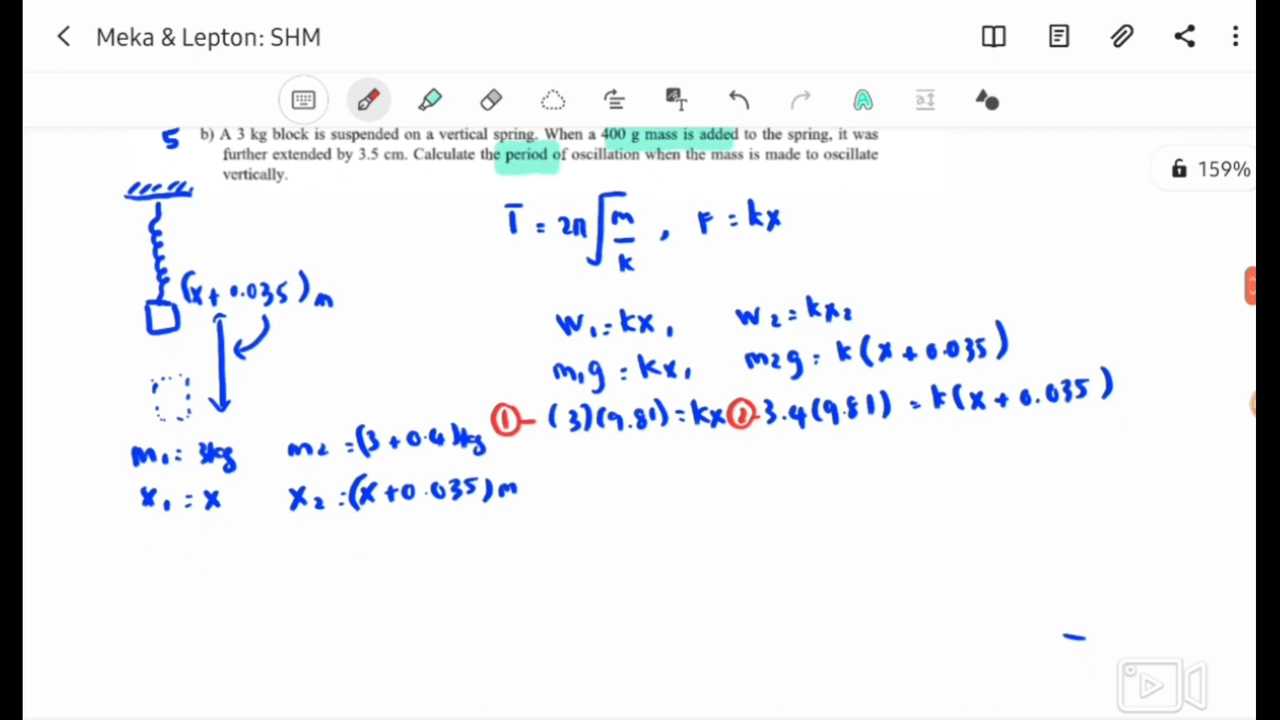 Meka & Lepton: SHM
5 b) A 3 kg block is suspended on a vertical spring. When a 400 g mass is added to the spring, it was
further extended by 3.5 cm. Calculate the period of oscillation when the mass is made to oscillate
vertically.
159%
T = 2π√(m/k) , F = kx
(x + 0.035) m
W₁ = kx₁ W₂ = kx₂
m₁g = kx₁ m₂g = k(x + 0.035)
①- (3)(9.81) = kx ② 3.4(9.81) = k(x + 0.035)
m₁ = 3kg m₂ = (3 + 0.4)kg
x₁ = x x₂ = (x + 0.035) m